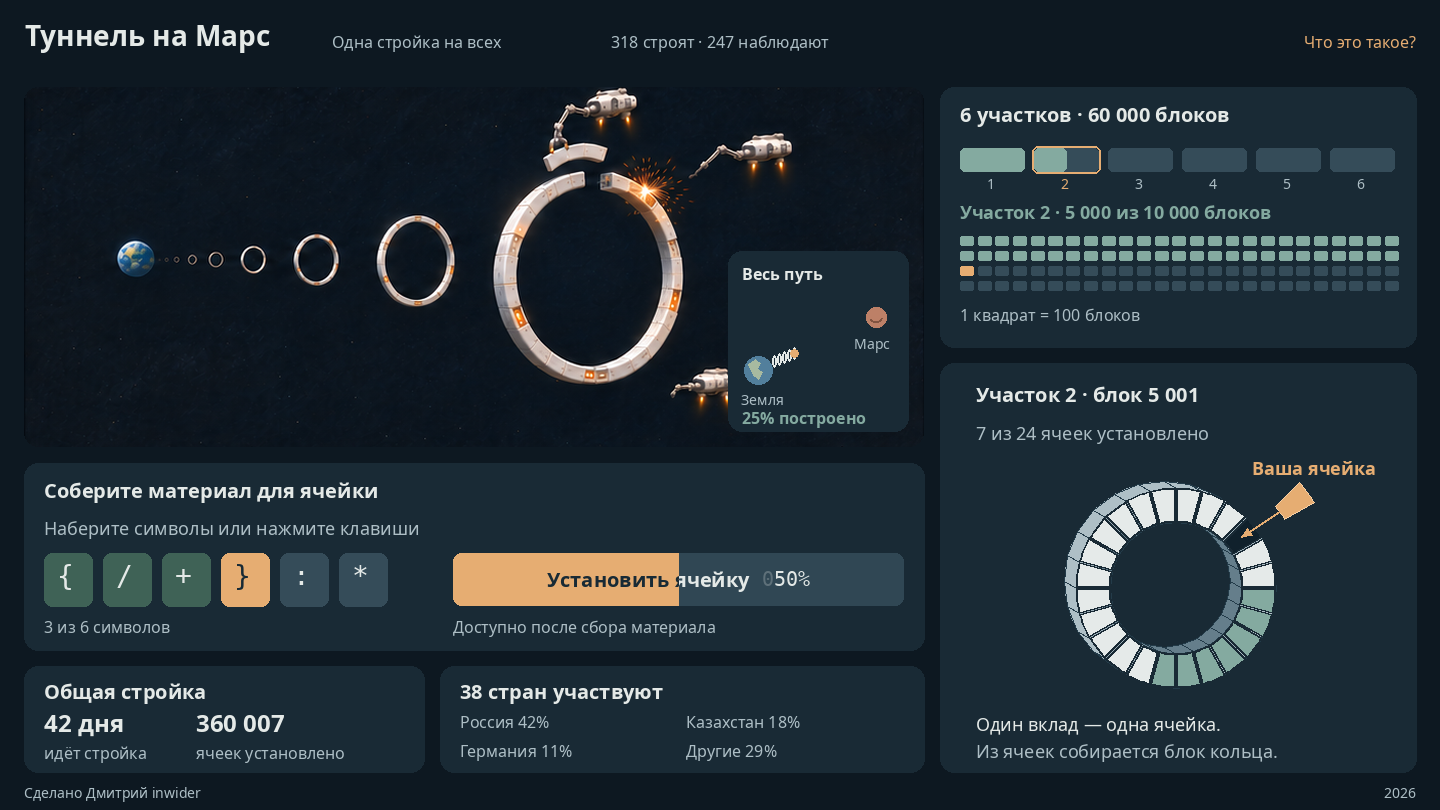 Туннель на Марс
Одна стройка на всех
318 строят · 247 наблюдают
Что это такое?
Весь путь
Марс
Земля
25% построено
6 участков · 60 000 блоков
1 2 3 4 5 6
Участок 2 · 5 000 из 10 000 блоков
1 квадрат = 100 блоков
Участок 2 · блок 5 001
7 из 24 ячеек установлено
Ваша ячейка
Один вклад — одна ячейка.
Из ячеек собирается блок кольца.
Соберите материал для ячейки
Наберите символы или нажмите клавиши
{ / + } : *
Установить ячейку 050%
3 из 6 символов
Доступно после сбора материала
Общая стройка
42 дня
идёт стройка
360 007
ячеек установлено
38 стран участвуют
Россия 42%
Казахстан 18%
Германия 11%
Другие 29%
Сделано Дмитрий inwider
2026